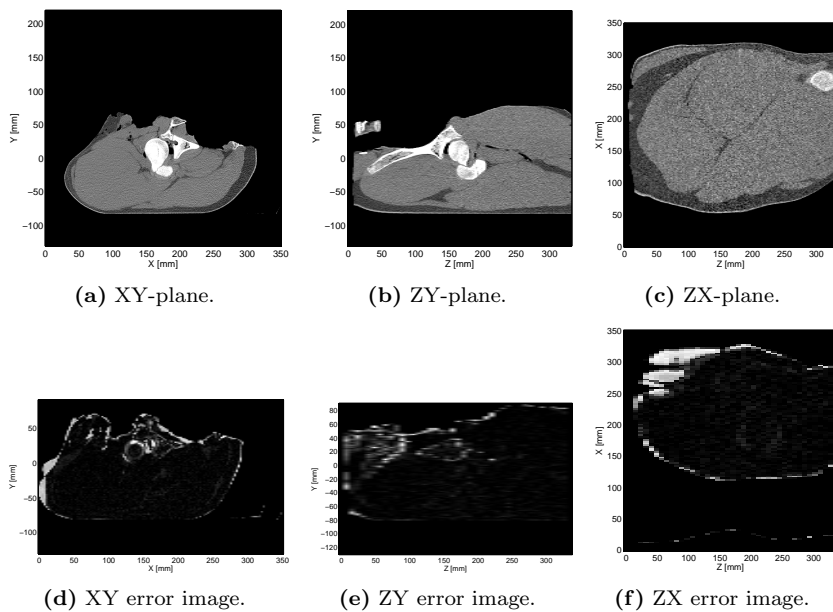 200
150
100
50
0
−50
−100
Y [mm]
0 50 100 150 200 250 300 350
X [mm]
(a) XY-plane.
200
150
100
50
0
−50
−100
Y [mm]
0 50 100 150 200 250 300
Z [mm]
(b) ZY-plane.
350
300
250
200
150
100
50
0
X [mm]
0 50 100 150 200 250 300
Z [mm]
(c) ZX-plane.
50
0
−50
−100
Y [mm]
0 50 100 150 200 250 300 350
X [mm]
(d) XY error image.
80
60
40
20
0
−20
−40
−60
−80
−100
−120
Y [mm]
0 50 100 150 200 250 300
Z [mm]
(e) ZY error image.
350
300
250
200
150
100
50
0
X [mm]
0 50 100 150 200 250 300
Z [mm]
(f) ZX error image.